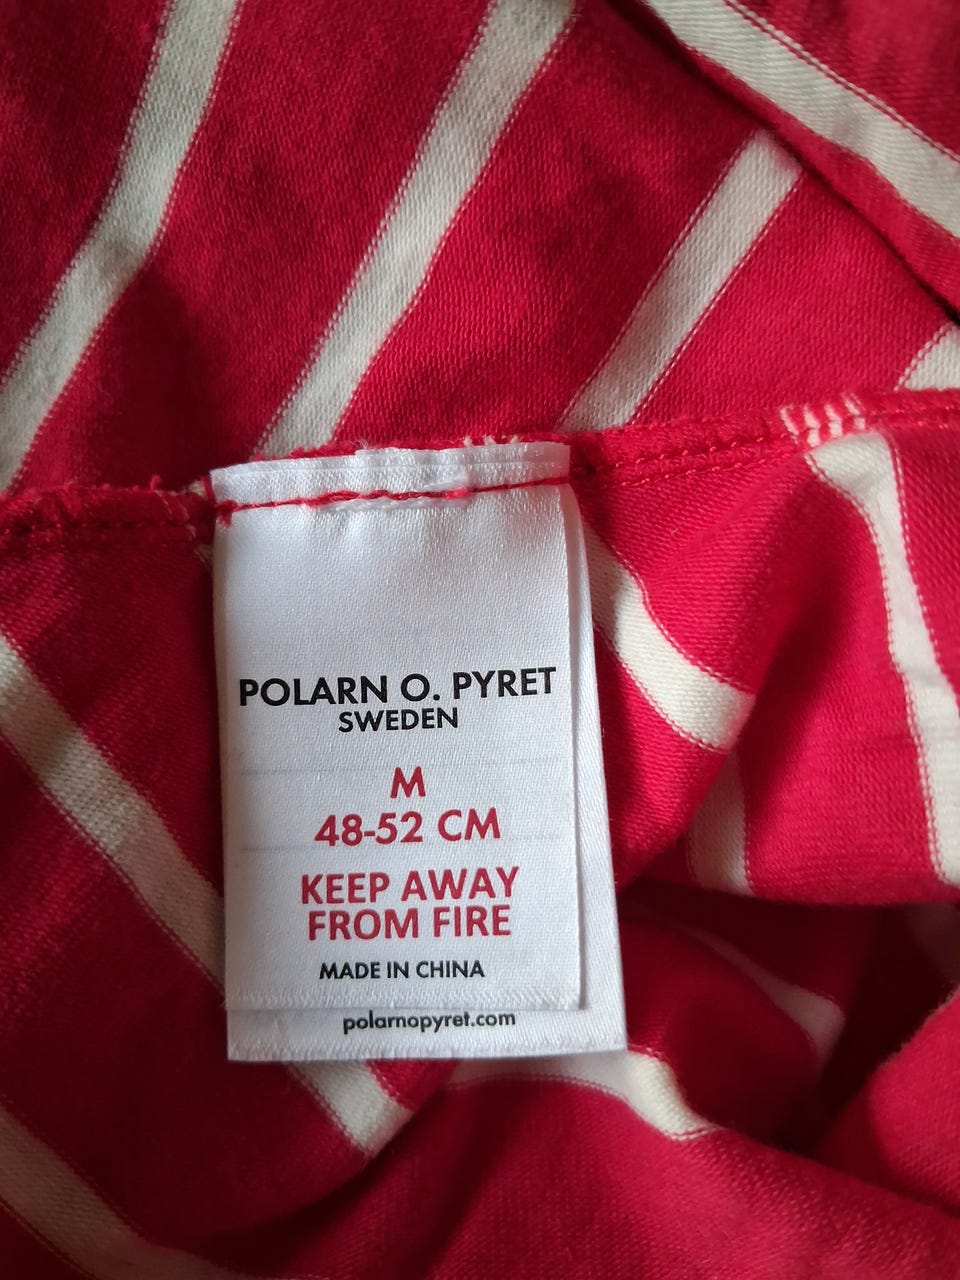 POLARN O. PYRET
SWEDEN
M
48-52 CM
KEEP AWAY
FROM FIRE
MADE IN CHINA
polarnopyret.com